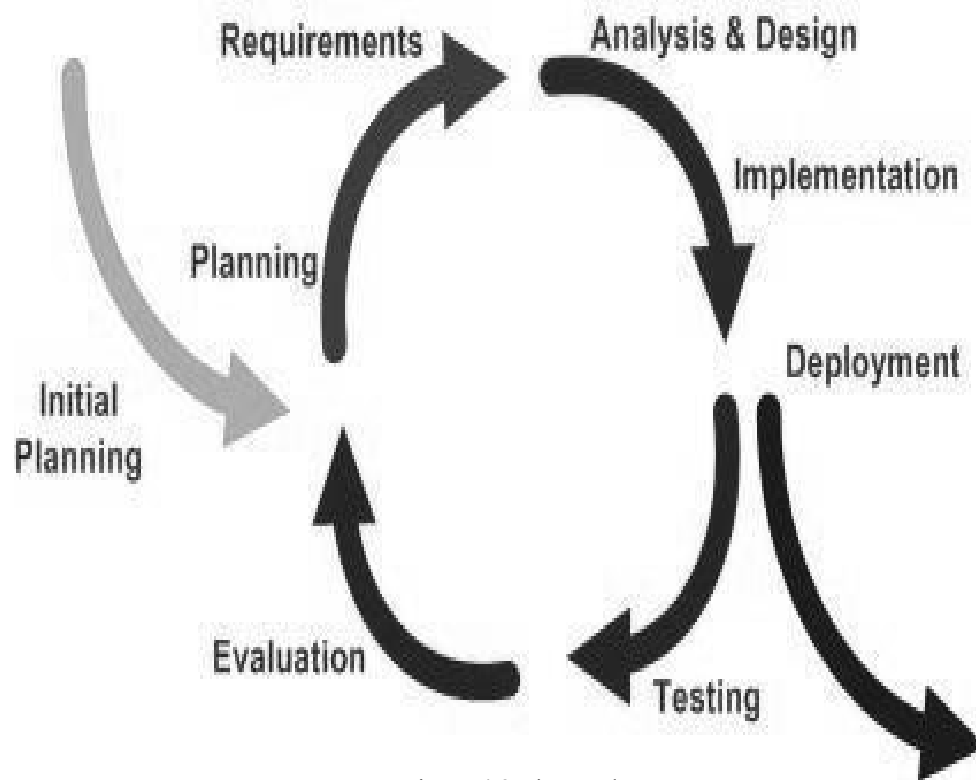 Requirements
Analysis & Design
Implementation
Planning
Deployment
Initial
Planning
Evaluation
Testing